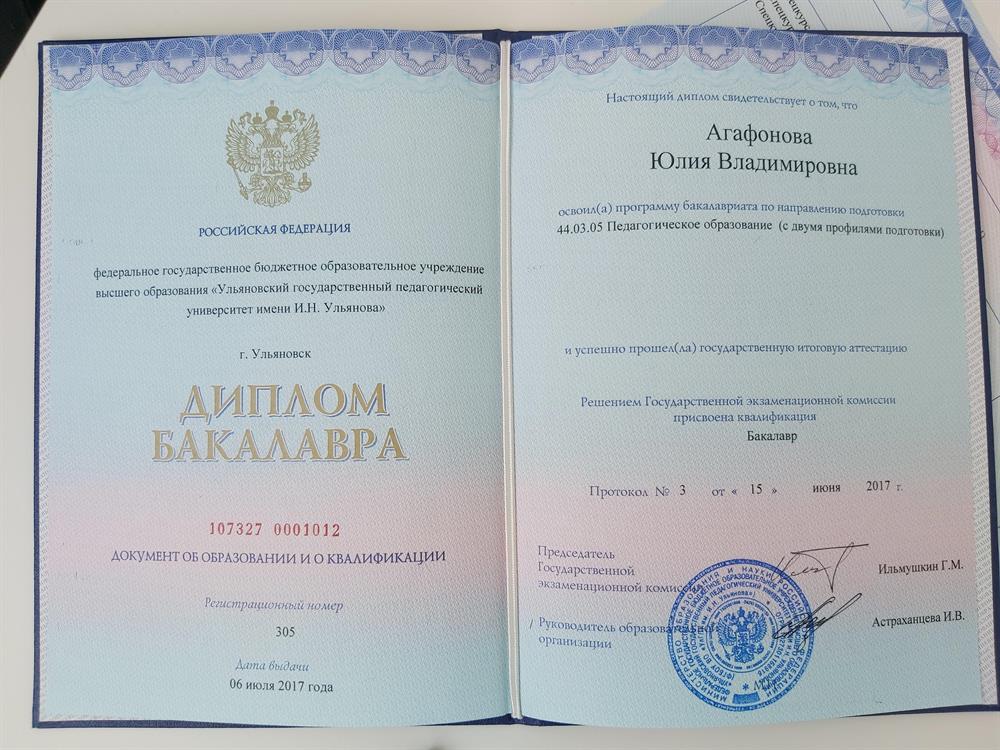 РОССИЙСКАЯ ФЕДЕРАЦИЯ
федеральное государственное бюджетное образовательное учреждение
высшего образования «Ульяновский государственный педагогический
университет имени И.Н. Ульянова»
г. Ульяновск
ДИПЛОМ
БАКАЛАВРА
107327 0001012
ДОКУМЕНТ ОБ ОБРАЗОВАНИИ И О КВАЛИФИКАЦИИ
Регистрационный номер
305
Дата выдачи
06 июля 2017 года
Настоящий диплом свидетельствует о том, что
Агафонова
Юлия Владимировна
освоил(а) программу бакалавриата по направлению подготовки
44.03.05 Педагогическое образование (с двумя профилями подготовки)
и успешно прошел(ла) государственную итоговую аттестацию
Решением Государственной экзаменационной комиссии
присвоена квалификация
Бакалавр
Протокол № 3 от « 15 » июня 2017 г.
Председатель
Государственной
экзаменационной комиссии
Ильмушкин Г.М.
/ Руководитель образовательной
организации
Астраханцева И.В.